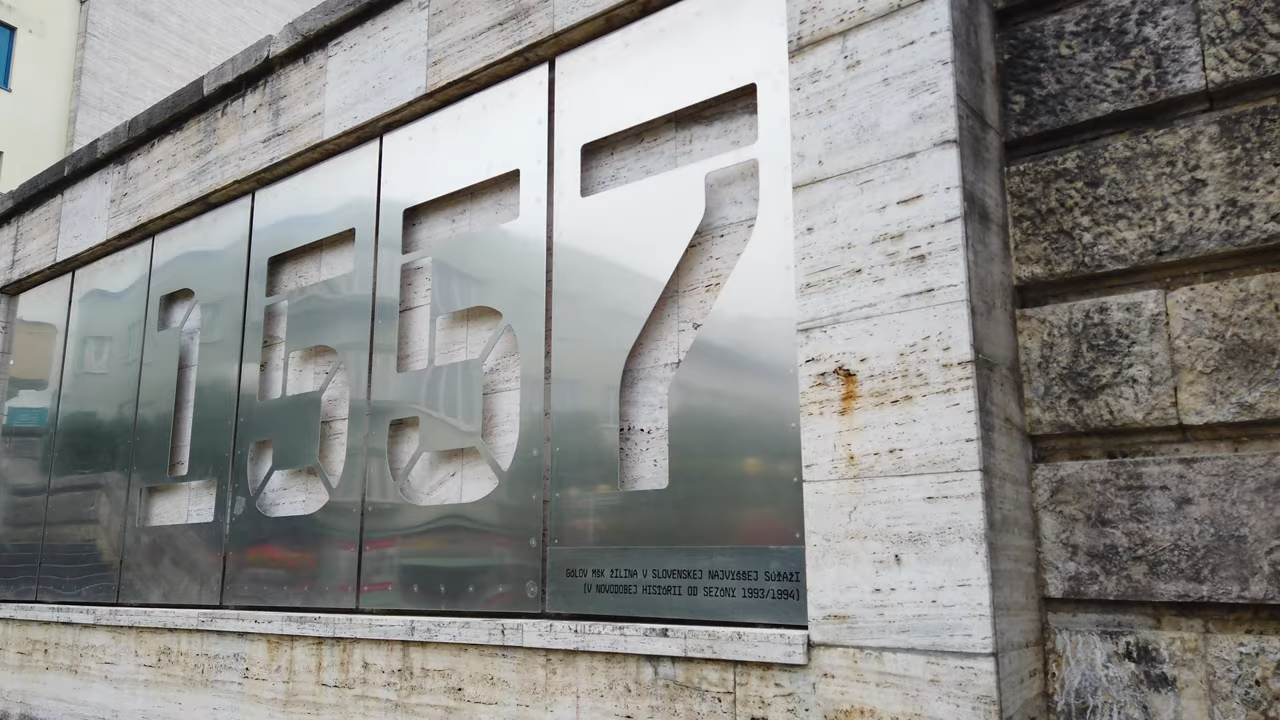 1557
GÓLOV MŠK ŽILINA V SLOVENSKEJ NAJVYŠŠEJ SÚŤAŽI
(V NOVODOBEJ HISTÓRII OD SEZÓNY 1993/1994)